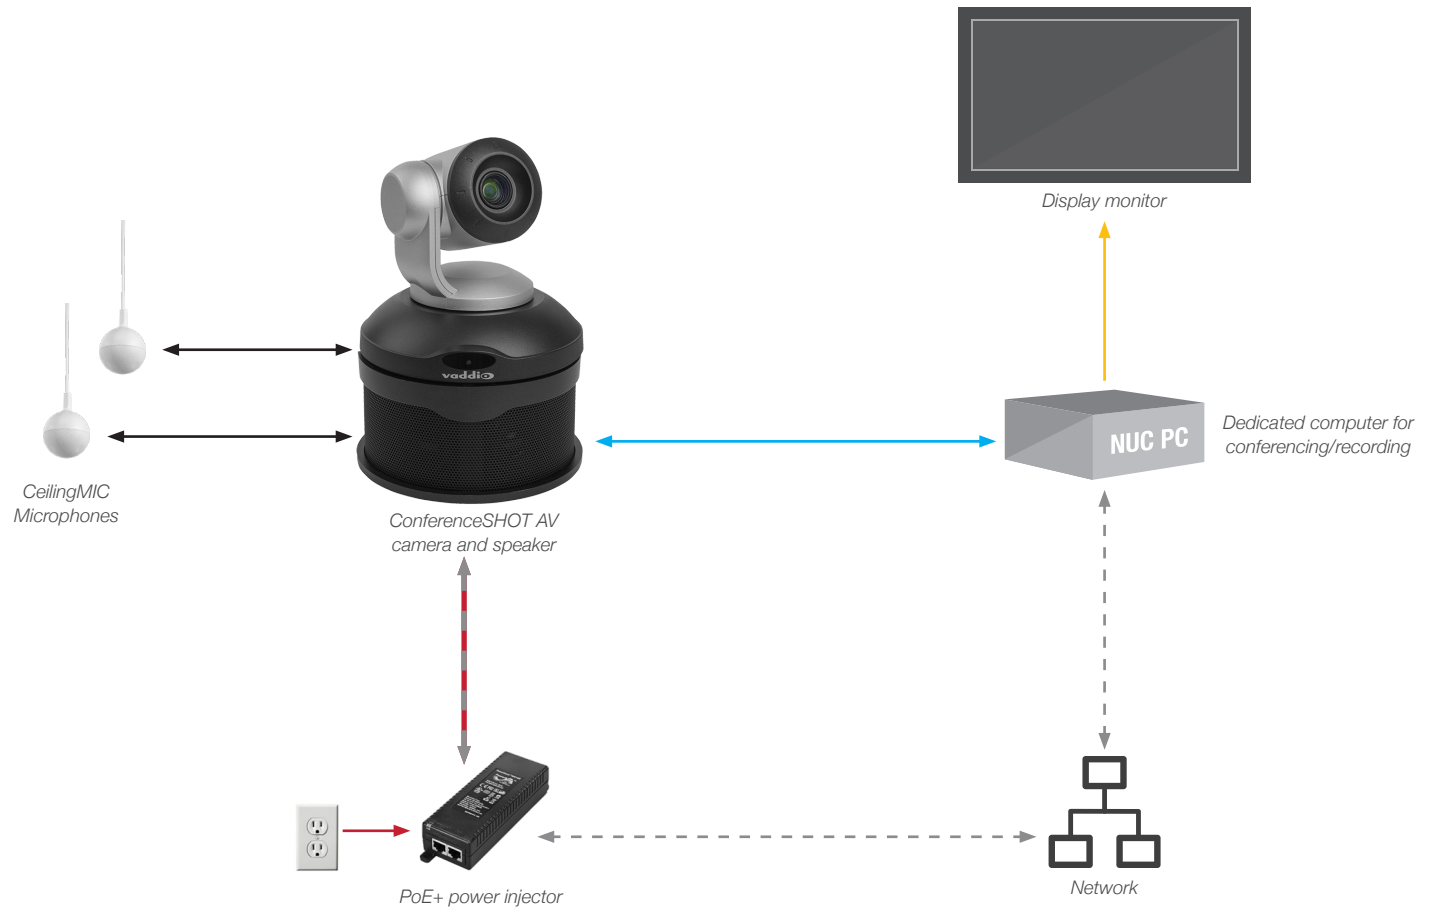 Display monitor
vaddio
NUC PC
Dedicated computer for
conferencing/recording
CeilingMIC
Microphones
ConferenceSHOT AV
camera and speaker
PoE+ power injector
Network